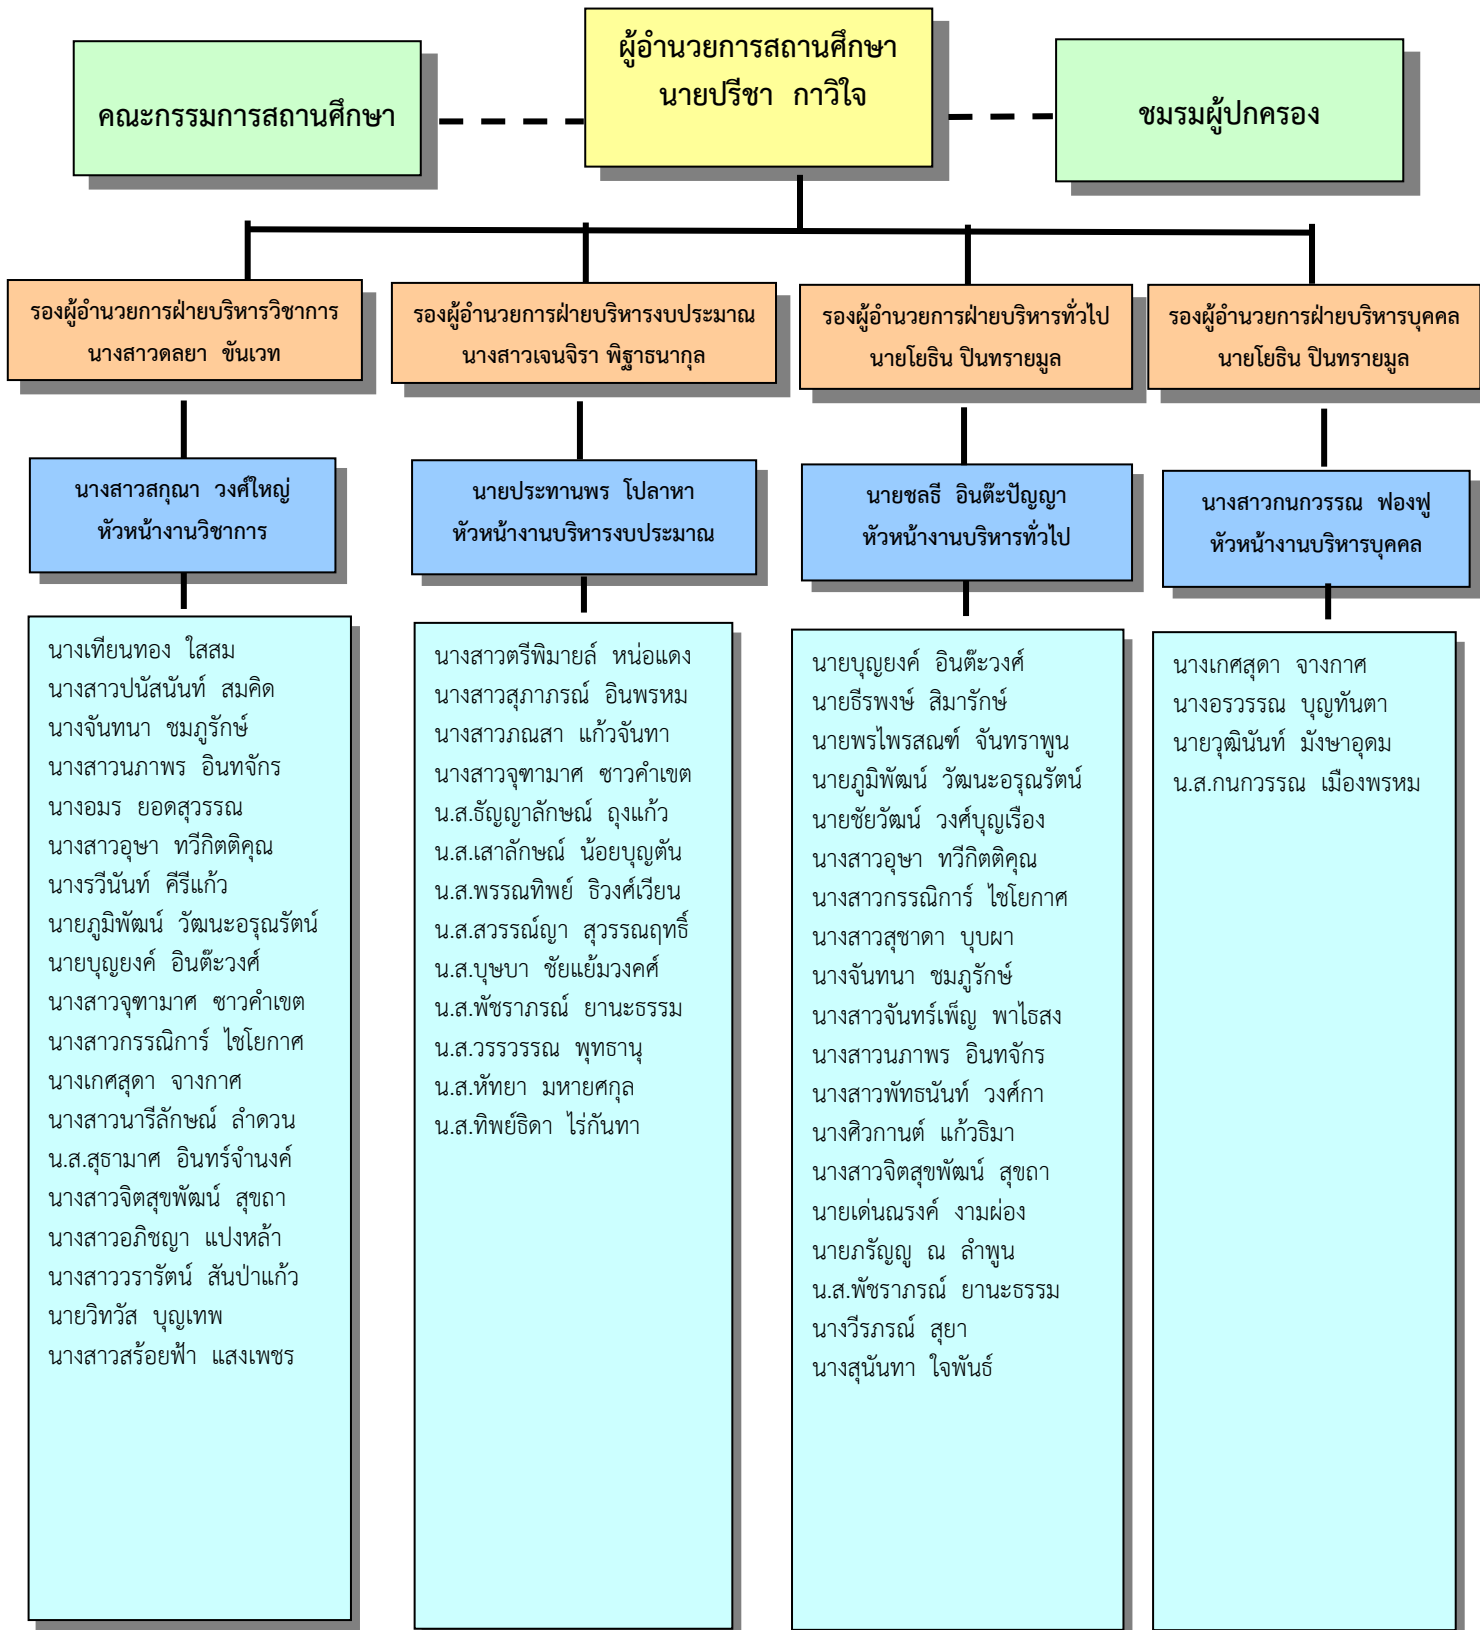 ผู้อำนวยการสถานศึกษา
นายปรีชา กาวิใจ
คณะกรรมการสถานศึกษา
ชมรมผู้ปกครอง
รองผู้อำนวยการฝ่ายบริหารวิชาการ
นางสาวดลยา ขันเวท
รองผู้อำนวยการฝ่ายบริหารงบประมาณ
นางสาวเจนจิรา พิฐาธนากุล
รองผู้อำนวยการฝ่ายบริหารทั่วไป
นายโยธิน ปินทรายมูล
รองผู้อำนวยการฝ่ายบริหารบุคคล
นายโยธิน ปินทรายมูล
นางสาวสกุณา วงศ์ใหญ่
หัวหน้างานวิชาการ
นายประทานพร โปลาหา
หัวหน้างานบริหารงบประมาณ
นายชลธี อินต๊ะปัญญา
หัวหน้างานบริหารทั่วไป
นางสาวกนกวรรณ ฟองฟู
หัวหน้างานบริหารบุคคล
นางเทียนทอง ใสสม
นางสาวปนัสนันท์ สมคิด
นางจันทนา ชมภูรักษ์
นางสาวนภาพร อินทจักร
นางอมร ยอดสุวรรณ
นางสาวอุษา ทวีกิตติคุณ
นางรวีนันท์ คีรีแก้ว
นายภูมิพัฒน์ วัฒนะอรุณรัตน์
นายบุญยงค์ อินต๊ะวงศ์
นางสาวจุฑามาศ ซาวคำเขต
นางสาวกรรณิการ์ ไชโยกาศ
นางเกศสุดา จางกาศ
นางสาวนารีลักษณ์ ลำดวน
น.ส.สุธามาศ อินทร์จำนงค์
นางสาวจิตสุขพัฒน์ สุขถา
นางสาวอภิชญา แปงหล้า
นางสาววรารัตน์ สันป่าแก้ว
นายวิทวัส บุญเทพ
นางสาวสร้อยฟ้า แสงเพชร
นางสาวตรีพิมายล์ หน่อแดง
นางสาวสุภาภรณ์ อินพรหม
นางสาวภณสา แก้วจันทา
นางสาวจุฑามาศ ซาวคำเขต
น.ส.ธัญญาลักษณ์ ถุงแก้ว
น.ส.เสาลักษณ์ น้อยบุญตัน
น.ส.พรรณทิพย์ ธิวงศ์เวียน
น.ส.สวรรณ์ญา สุวรรณฤทธิ์
น.ส.บุษบา ชัยแย้มวงคศ์
น.ส.พัชราภรณ์ ยานะธรรม
น.ส.วรรวรรณ พุทธานุ
น.ส.หัทยา มหายศกุล
น.ส.ทิพย์ธิดา ไร่กันทา
นายบุญยงค์ อินต๊ะวงศ์
นายธีรพงษ์ สิมารักษ์
นายพรไพรสณฑ์ จันทราพูน
นายภูมิพัฒน์ วัฒนะอรุณรัตน์
นายชัยวัฒน์ วงศ์บุญเรือง
นางสาวอุษา ทวีกิตติคุณ
นางสาวกรรณิการ์ ไชโยกาศ
นางสาวสุชาดา บุบผา
นางจันทนา ชมภูรักษ์
นางสาวจันทร์เพ็ญ พาไธสง
นางสาวนภาพร อินทจักร
นางสาวพัทธนันท์ วงศ์กา
นางศิวกานต์ แก้วธิมา
นางสาวจิตสุขพัฒน์ สุขถา
นายเด่นณรงค์ งามผ่อง
นายภรัญญู ณ ลำพูน
น.ส.พัชราภรณ์ ยานะธรรม
นางวีรภรณ์ สุยา
นางสุนันทา ใจพันธ์
นางเกศสุดา จางกาศ
นางอรวรรณ บุญทันตา
นายวุฒินันท์ มังษาอุดม
น.ส.กนกวรรณ เมืองพรหม